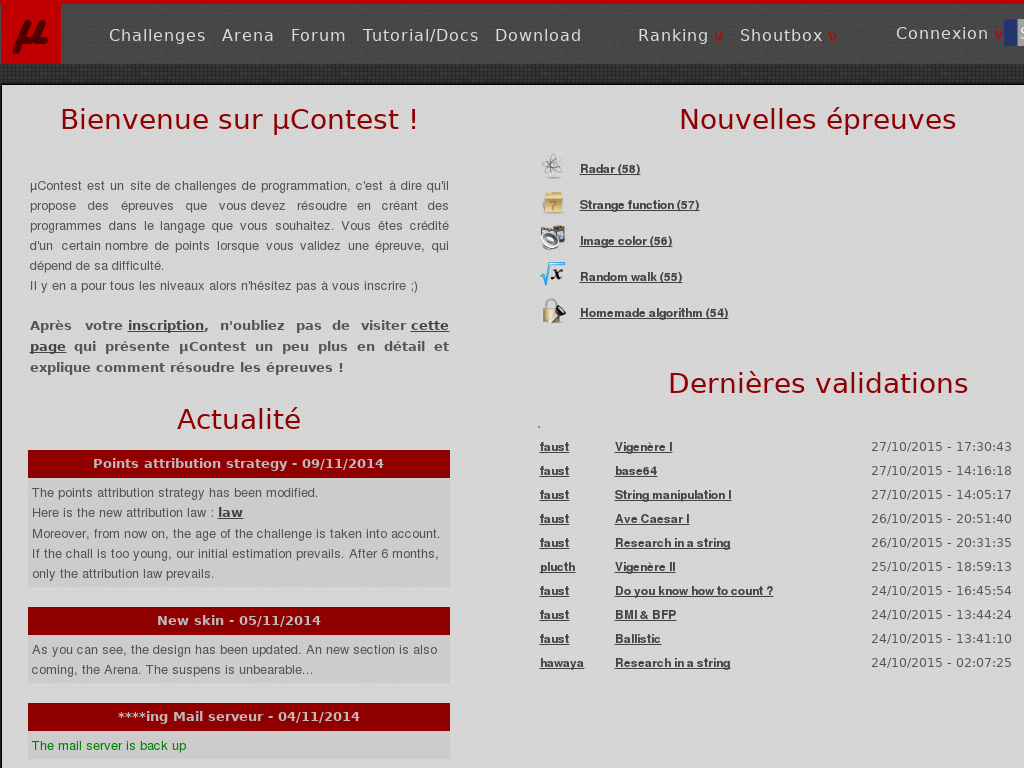 µ
Challenges Arena Forum Tutorial/Docs Download Ranking ν Shoutbox ν Connexion ν
Bienvenue sur µContest !
µContest est un site de challenges de programmation, c'est à dire qu'il
propose des épreuves que vous devez résoudre en créant des
programmes dans le langage que vous souhaitez. Vous êtes crédité
d'un certain nombre de points lorsque vous validez une épreuve, qui
dépend de sa difficulté.
Il y en a pour tous les niveaux alors n'hésitez pas à vous inscrire ;)
Après votre inscription, n'oubliez pas de visiter cette
page qui présente µContest un peu plus en détail et
explique comment résoudre les épreuves !
Actualité
Points attribution strategy - 09/11/2014
The points attribution strategy has been modified.
Here is the new attribution law : law
Moreover, from now on, the age of the challenge is taken into account.
If the chall is too young, our initial estimation prevails. After 6 months,
only the attribution law prevails.
New skin - 05/11/2014
As you can see, the design has been updated. An new section is also
coming, the Arena. The suspens is unbearable...
****ing Mail serveur - 04/11/2014
The mail server is back up
Nouvelles épreuves
Radar (58)
Strange function (57)
Image color (56)
Random walk (55)
Homemade algorithm (54)
Dernières validations
.
faust Vigenère I 27/10/2015 - 17:30:43
faust base64 27/10/2015 - 14:16:18
faust String manipulation I 27/10/2015 - 14:05:17
faust Ave Caesar I 26/10/2015 - 20:51:40
faust Research in a string 26/10/2015 - 20:31:35
plucth Vigenère II 25/10/2015 - 18:59:13
faust Do you know how to count ? 24/10/2015 - 16:45:54
faust BMI & BFP 24/10/2015 - 13:44:24
faust Ballistic 24/10/2015 - 13:41:10
hawaya Research in a string 24/10/2015 - 02:07:25